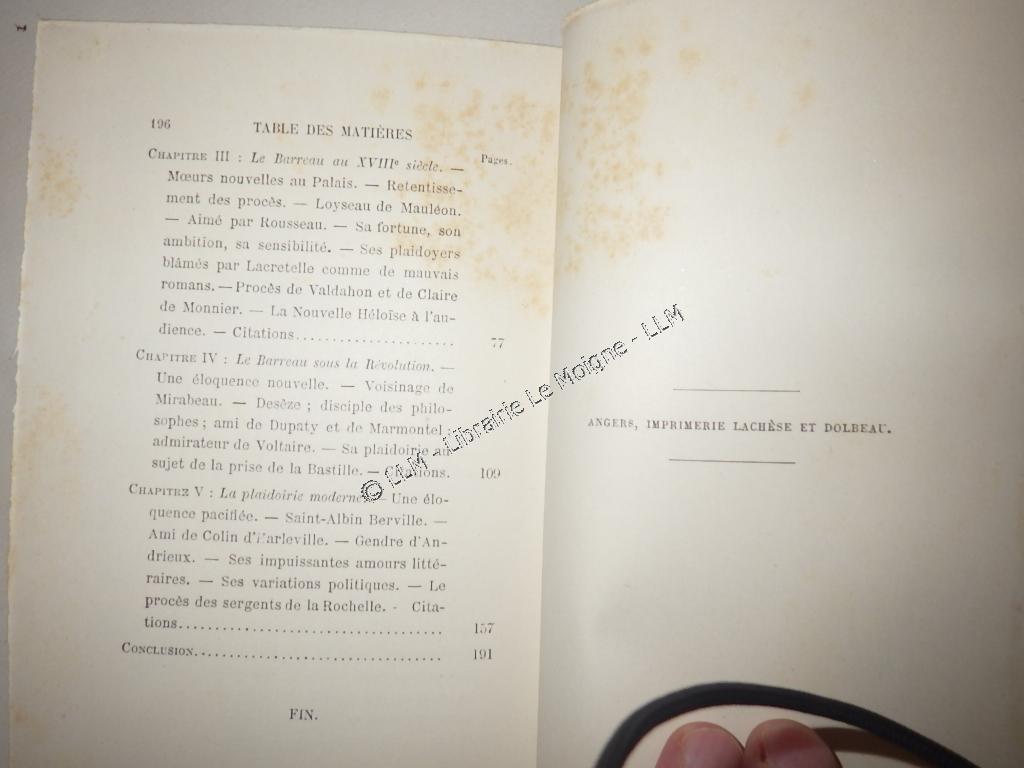 196 TABLE DES MATIÈRES
Pages.
CHAPITRE III : Le Barreau au XVIIIe siècle. —
Mœurs nouvelles au Palais. — Retentisse-
ment des procès. — Loyseau de Mauléon.
— Aimé par Rousseau. — Sa fortune, son
ambition, sa sensibilité. — Ses plaidoyers
blâmés par Lacretelle comme de mauvais
romans. — Procès de Valdahon et de Claire
de Monnier. — La Nouvelle Héloïse à l'au-
dience. — Citations..................... 77
CHAPITRE IV : Le Barreau sous la Révolution. —
Une éloquence nouvelle. — Voisinage de
Mirabeau. — Desèze ; disciple des philo-
sophes ; ami de Dupaty et de Marmontel ;
admirateur de Voltaire. — Sa plaidoirie au
sujet de la prise de la Bastille. — Citations. 109
CHAPITRE V : La plaidoirie moderne. — Une élo-
quence pacifiée. — Saint-Albin Berville. —
Ami de Colin d'Harleville. — Gendre d'An-
drieux. — Ses impuissantes amours litté-
raires. — Ses variations politiques. — Le
procès des sergents de la Rochelle. - Cita-
tions.................................. 157
CONCLUSION................................ 191
FIN.
ANGERS, IMPRIMERIE LACHÈSE ET DOLBEAU.
© LLM - Librairie Le Moigne - LLM